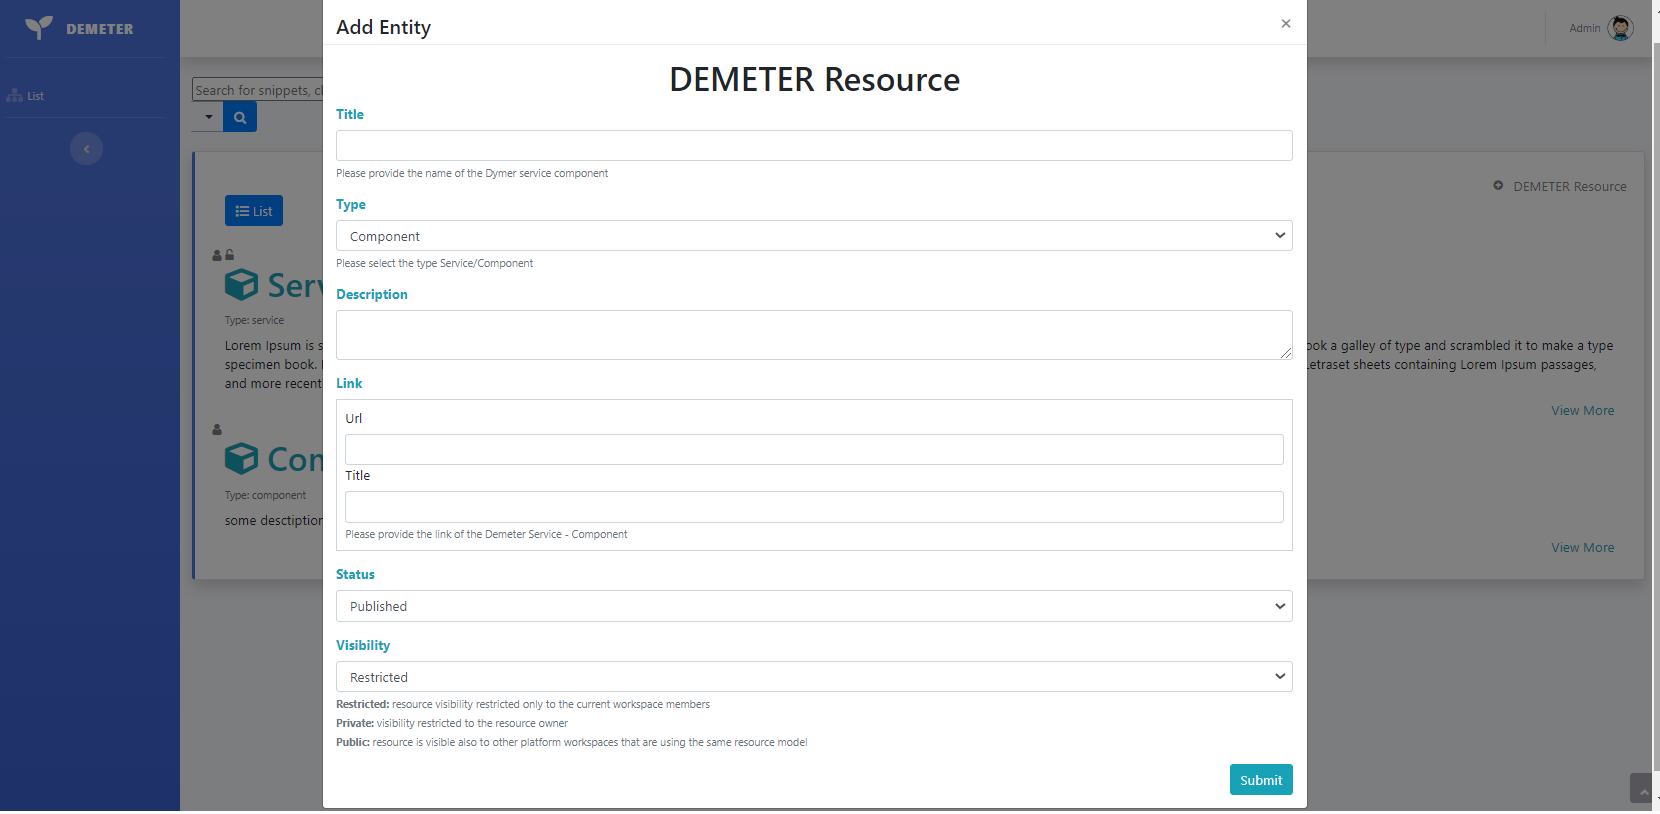 DEMETER
List
Admin
Search for snippets, cl
DEMETER Resource
List
Serv
Type: service
Lorem Ipsum is s
specimen book.
and more recent
ook a galley of type and scrambled it to make a type
etraset sheets containing Lorem Ipsum passages,
View More
Con
Type: component
some desctiption
View More
Add Entity
×
DEMETER Resource
Title
Please provide the name of the Dymer service component
Type
Component
Please select the type Service/Component
Description
Link
Url
Title
Please provide the link of the Demeter Service - Component
Status
Published
Visibility
Restricted
Restricted: resource visibility restricted only to the current workspace members
Private: visibility restricted to the resource owner
Public: resource is visible also to other platform workspaces that are using the same resource model
Submit